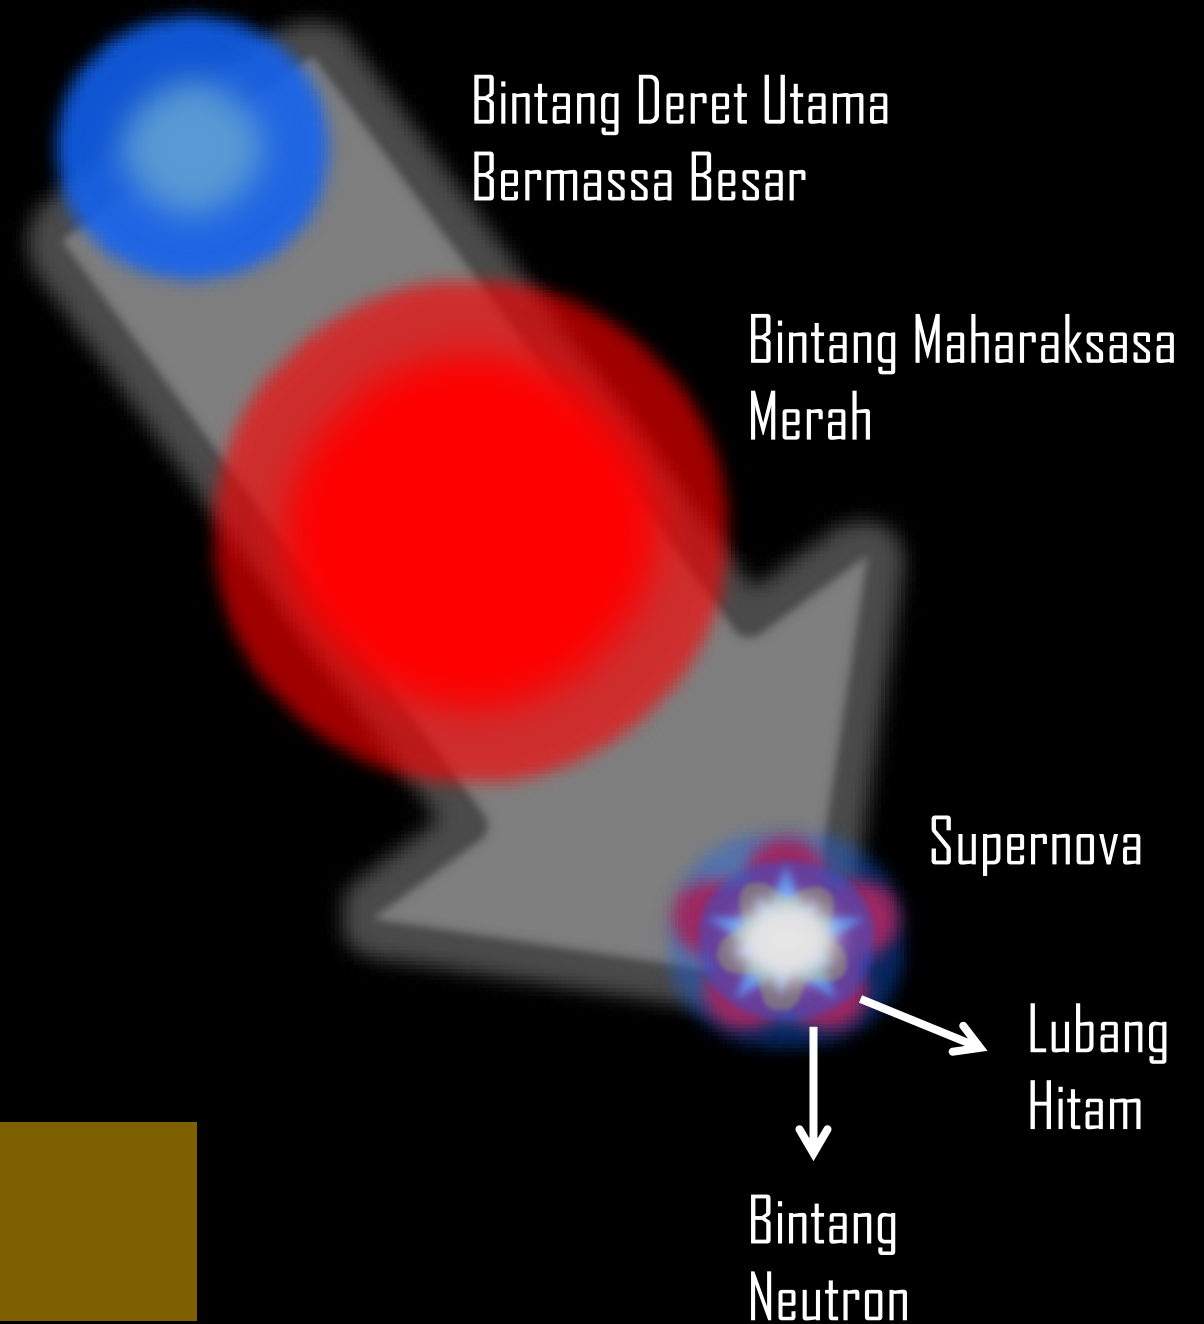 Bintang Deret Utama
Bermassa Besar
Bintang Maharaksasa
Merah
Supernova
Lubang
Hitam
Bintang
Neutron